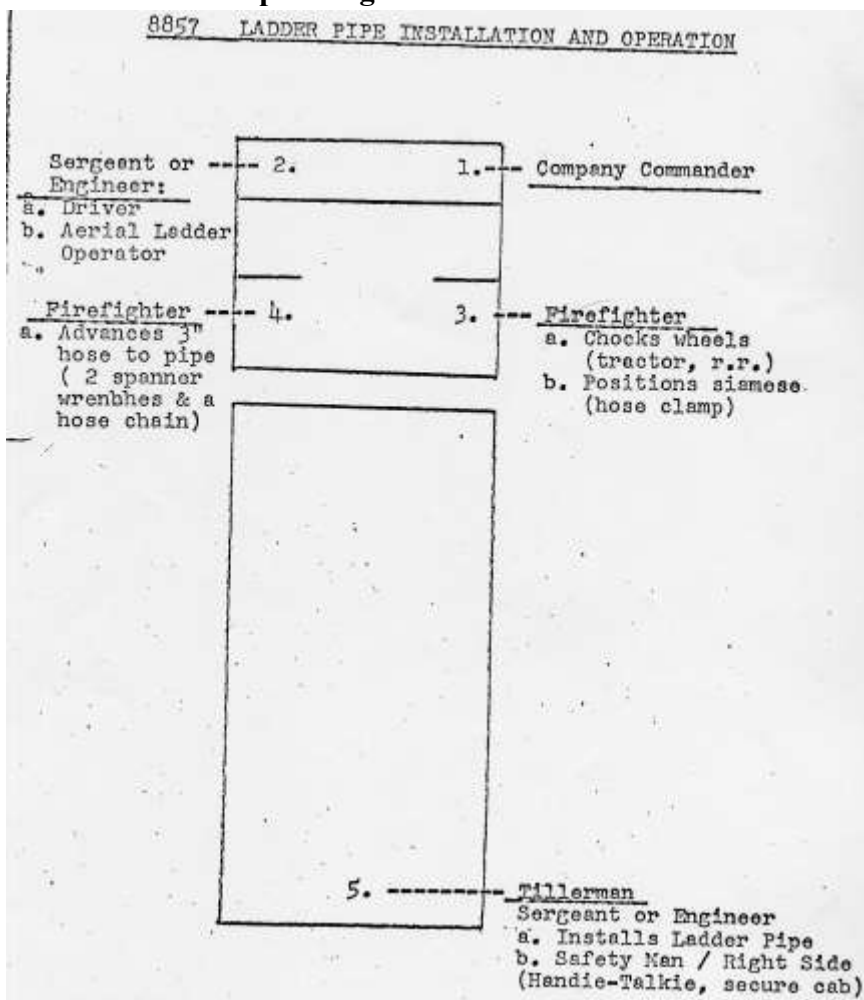 8857 LADDER PIPE INSTALLATION AND OPERATION
Sergeant or ---- 2.
Engineer:
a. Driver
b. Aerial Ladder
Operator
1.--- Company Commander
Firefighter ---- 4.
a. Advances 3"
hose to pipe
( 2 spanner
wrenbhes & a
hose chain)
3. --- Firefighter
a. Chocks wheels
(tractor, r.r.)
b. Positions siamese
(hose clamp)
5. --------- Tillerman
Sergeant or Engineer
a. Installs Ladder Pipe
b. Safety Man / Right Side
(Handie-Talkie, secure cab)